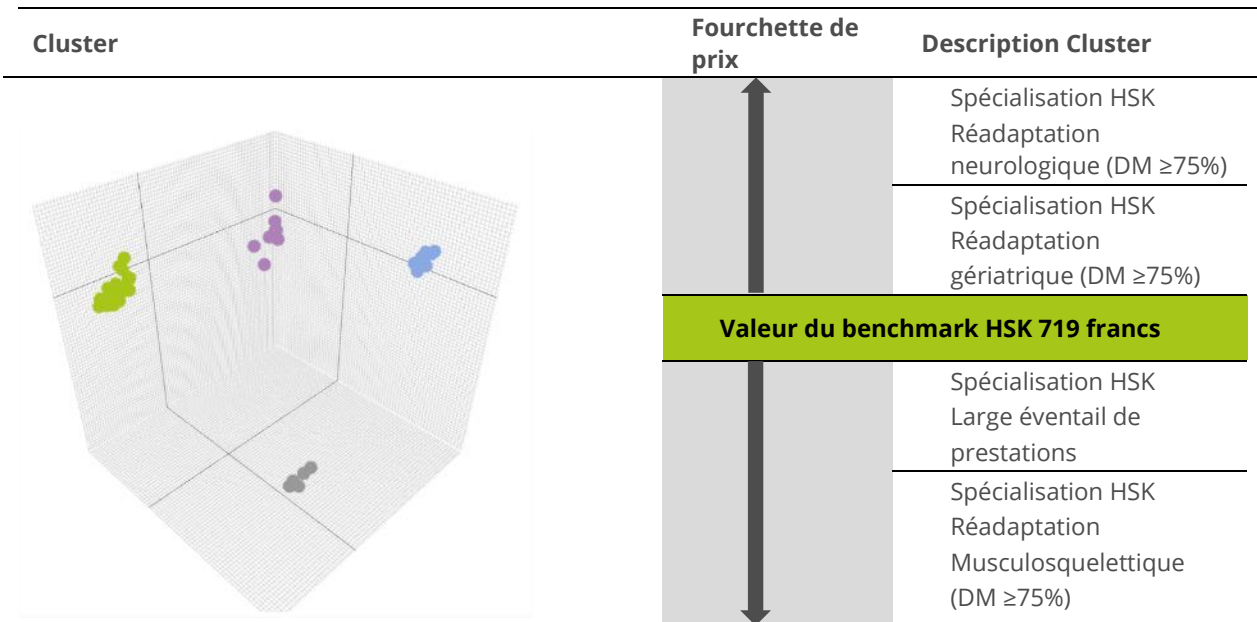 Cluster
Fourchette de
prix
Description Cluster
Spécialisation HSK
Réadaptation
neurologique (DM ≥75%)
Spécialisation HSK
Réadaptation
gériatrique (DM ≥75%)
Valeur du benchmark HSK 719 francs
Spécialisation HSK
Large éventail de
prestations
Spécialisation HSK
Réadaptation
Musculosquelettique
(DM ≥75%)